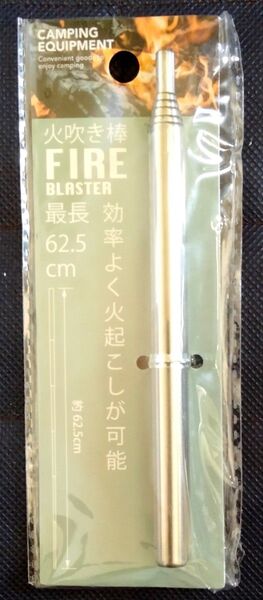 CAMPING
EQUIPMENT
Convenient goods to
enjoy camping
火吹き棒
FIRE
BLASTER
最長
62.5
cm
効率よく火起こしが可能
約62.5cm